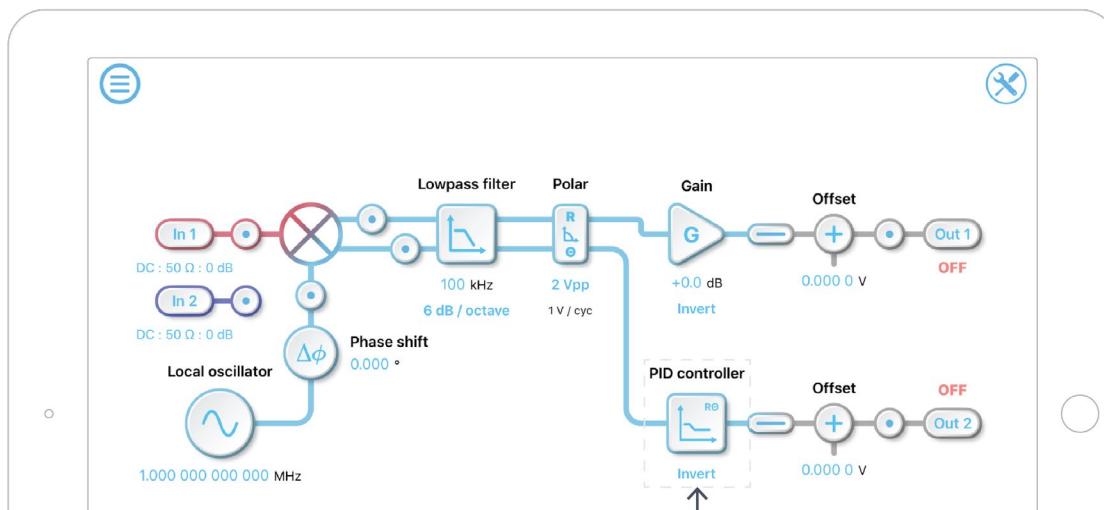 Lowpass filter
Polar
Gain
Offset
In 1
R
Θ
G
Out 1
DC : 50 Ω : 0 dB
OFF
100 kHz
2 Vpp
+0.0 dB
0.000 0 V
In 2
6 dB / octave
1 V / cyc
Invert
DC : 50 Ω : 0 dB
Δϕ
Phase shift
0.000 °
Local oscillator
PID controller
Offset
OFF
RΘ
Out 2
1.000 000 000 000 MHz
Invert
0.000 0 V